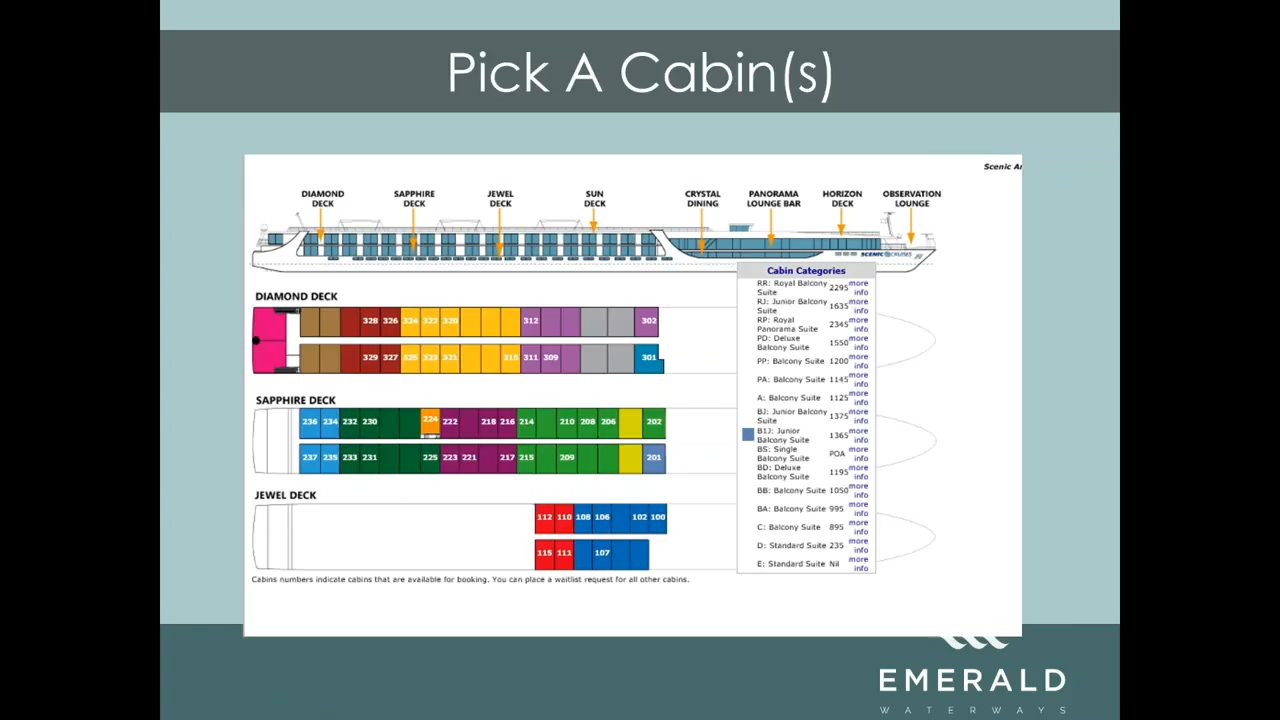 Pick A Cabin(s)
Scenic Ar
DIAMOND DECK
SAPPHIRE DECK
JEWEL DECK
SUN DECK
CRYSTAL DINING
PANORAMA LOUNGE BAR
HORIZON DECK
OBSERVATION LOUNGE
SCENIC CRUISES
DIAMOND DECK
328 326 324 322 320 312 302
329 327 325 323 321 315 311 309 301
SAPPHIRE DECK
236 234 232 230 224 222 218 216 214 210 208 206 202
237 235 233 231 225 223 221 217 215 209 201
JEWEL DECK
112 110 108 106 102 100
115 111 107
Cabins numbers indicate cabins that are available for booking. You can place a waitlist request for all other cabins.
Cabin Categories
RR: Royal Balcony Suite 2295 more info
RJ: Junior Balcony Suite 1635 more info
RP: Royal Panorama Suite 2345 more info
PD: Deluxe Balcony Suite 1550 more info
PP: Balcony Suite 1200 more info
PA: Balcony Suite 1145 more info
A: Balcony Suite 1125 more info
BJ: Junior Balcony Suite 1375 more info
B1J: Junior Balcony Suite 1365 more info
BS: Single Balcony Suite POA more info
BD: Deluxe Balcony Suite 1195 more info
BB: Balcony Suite 1050 more info
BA: Balcony Suite 995 more info
C: Balcony Suite 895 more info
D: Standard Suite 235 more info
E: Standard Suite Nil more info
EMERALD
WATERWAYS